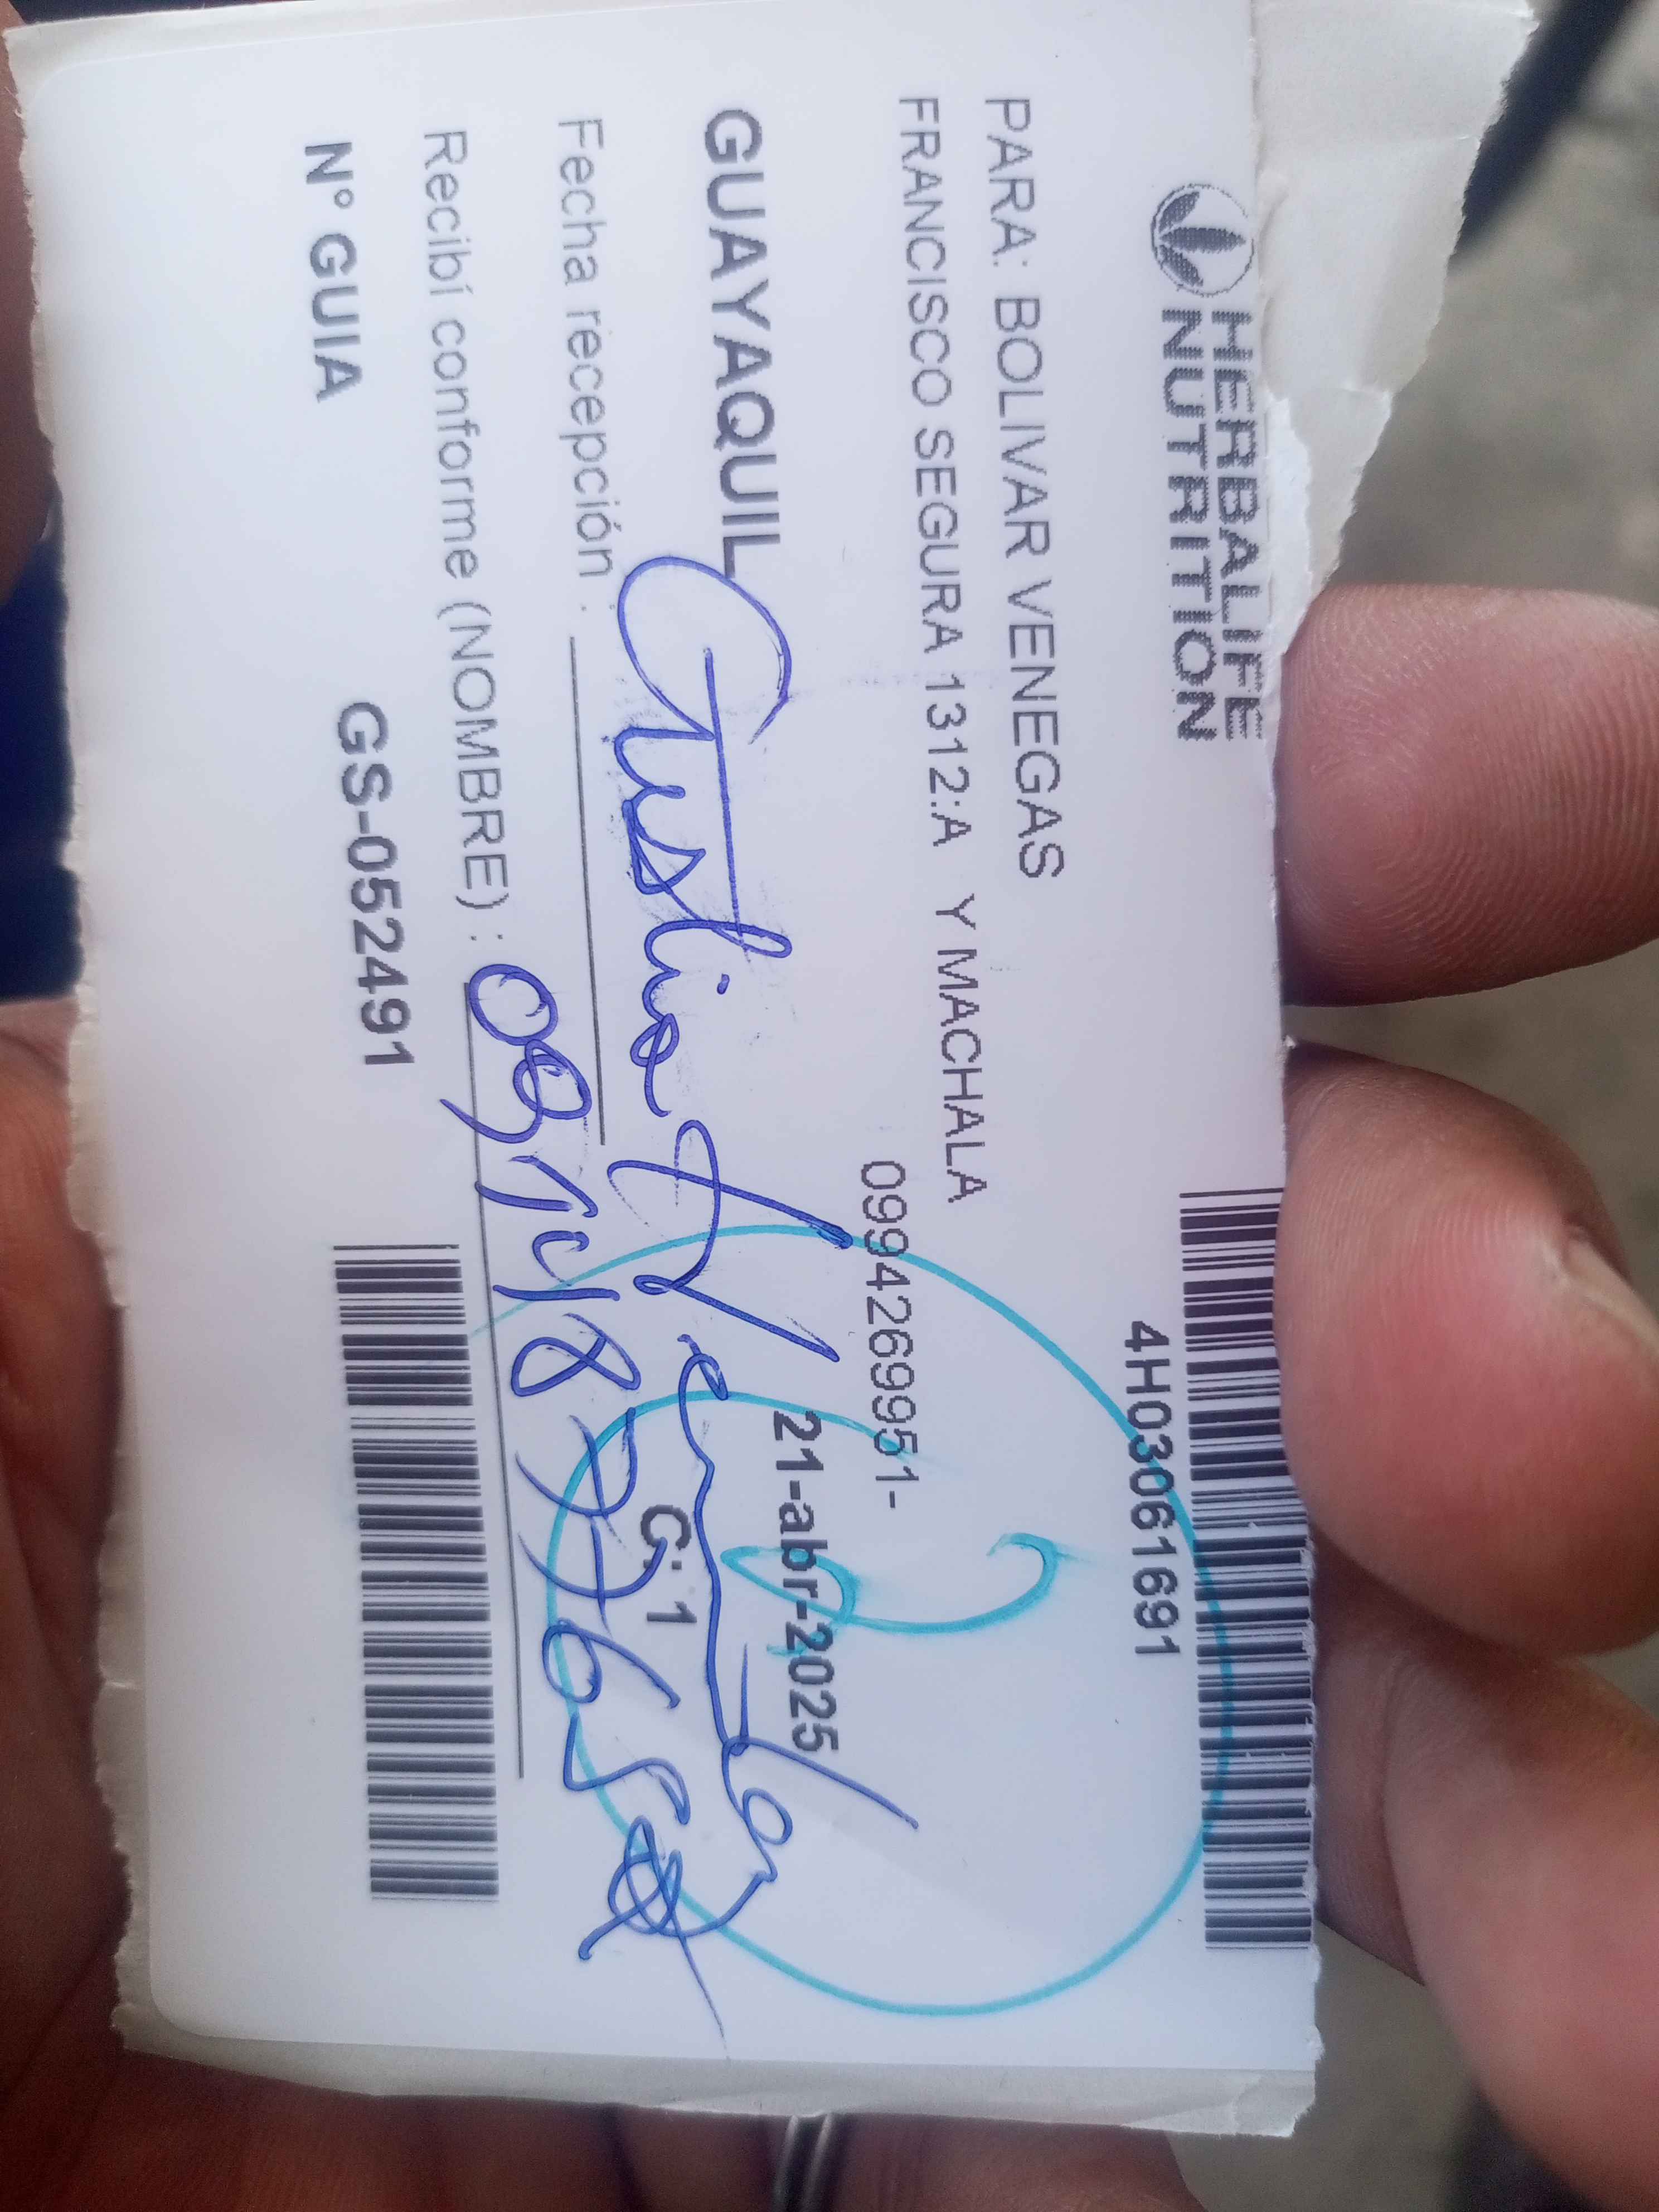 HERBALIFE
NUTRITION
4H03061691
PARA: BOLIVAR VENEGAS
FRANCISCO SEGURA 1312:A Y MACHALA
0994269951-
GUAYAQUIL
21-abr-2025
Fecha recepción :
C: 1
Recibí conforme (NOMBRE) :
N° GUIA GS-052491